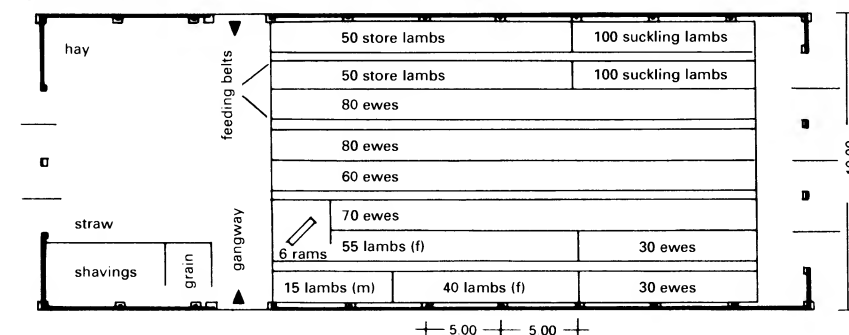 hay
feeding belts
50 store lambs
100 suckling lambs
50 store lambs
100 suckling lambs
80 ewes
80 ewes
60 ewes
straw
gangway
70 ewes
6 rams
55 lambs (f)
30 ewes
shavings
grain
15 lambs (m)
40 lambs (f)
30 ewes
5.00
5 00